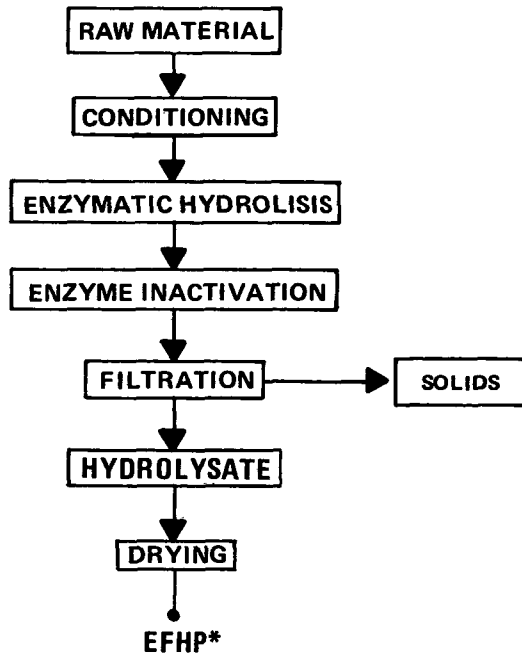 RAW MATERIAL
CONDITIONING
ENZYMATIC HYDROLISIS
ENZYME INACTIVATION
FILTRATION
SOLIDS
HYDROLYSATE
DRYING
EFHP*